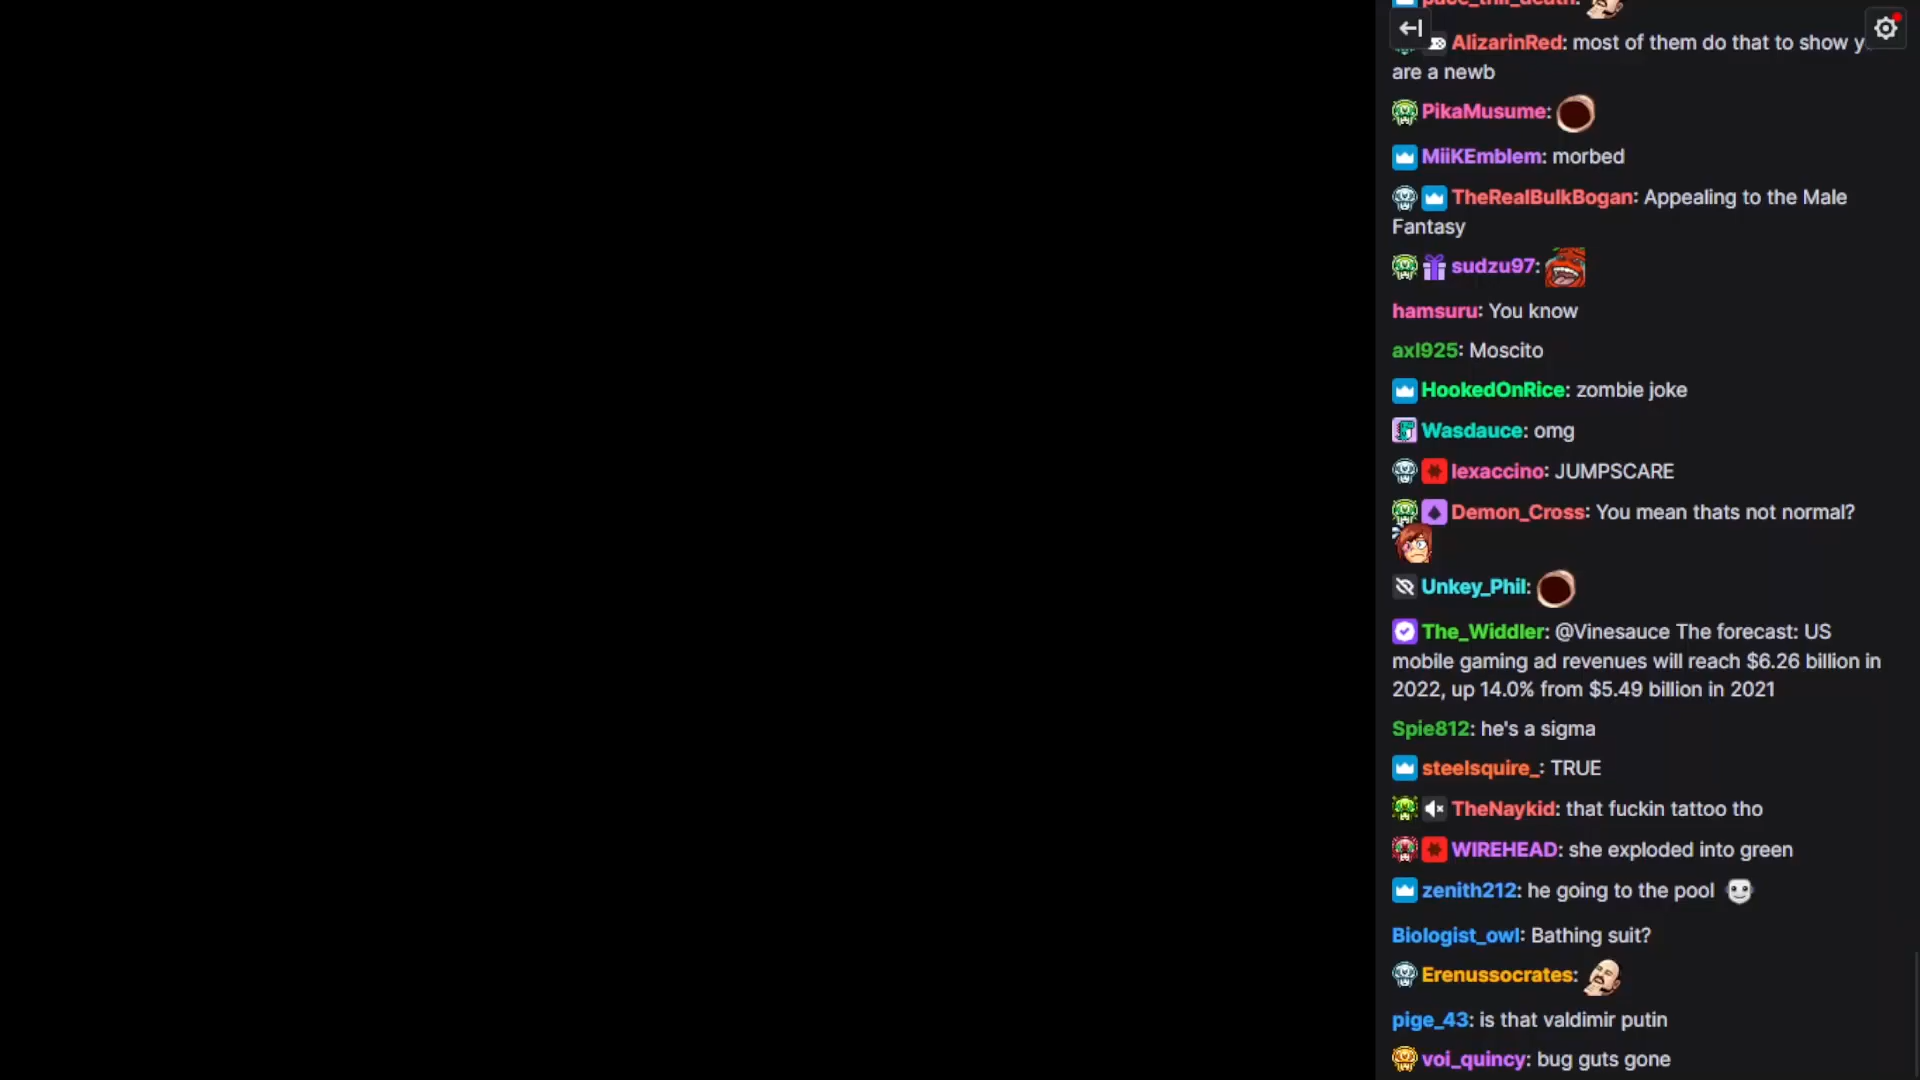 AlizarinRed: most of them do that to show y
are a newb
PikaMusume:
MiiKEmblem: morbed
TheRealBulkBogan: Appealing to the Male
Fantasy
sudzu97:
hamsuru: You know
axl925: Moscito
HookedOnRice: zombie joke
Wasdauce: omg
lexaccino: JUMPSCARE
Demon_Cross: You mean thats not normal?
Unkey_Phil:
The_Widdler: @Vinesauce The forecast: US
mobile gaming ad revenues will reach $6.26 billion in
2022, up 14.0% from $5.49 billion in 2021
Spie812: he's a sigma
steelsquire_: TRUE
TheNaykid: that fuckin tattoo tho
WIREHEAD: she exploded into green
zenith212: he going to the pool
Biologist_owl: Bathing suit?
Erenussocrates:
pige_43: is that valdimir putin
voi_quincy: bug guts gone